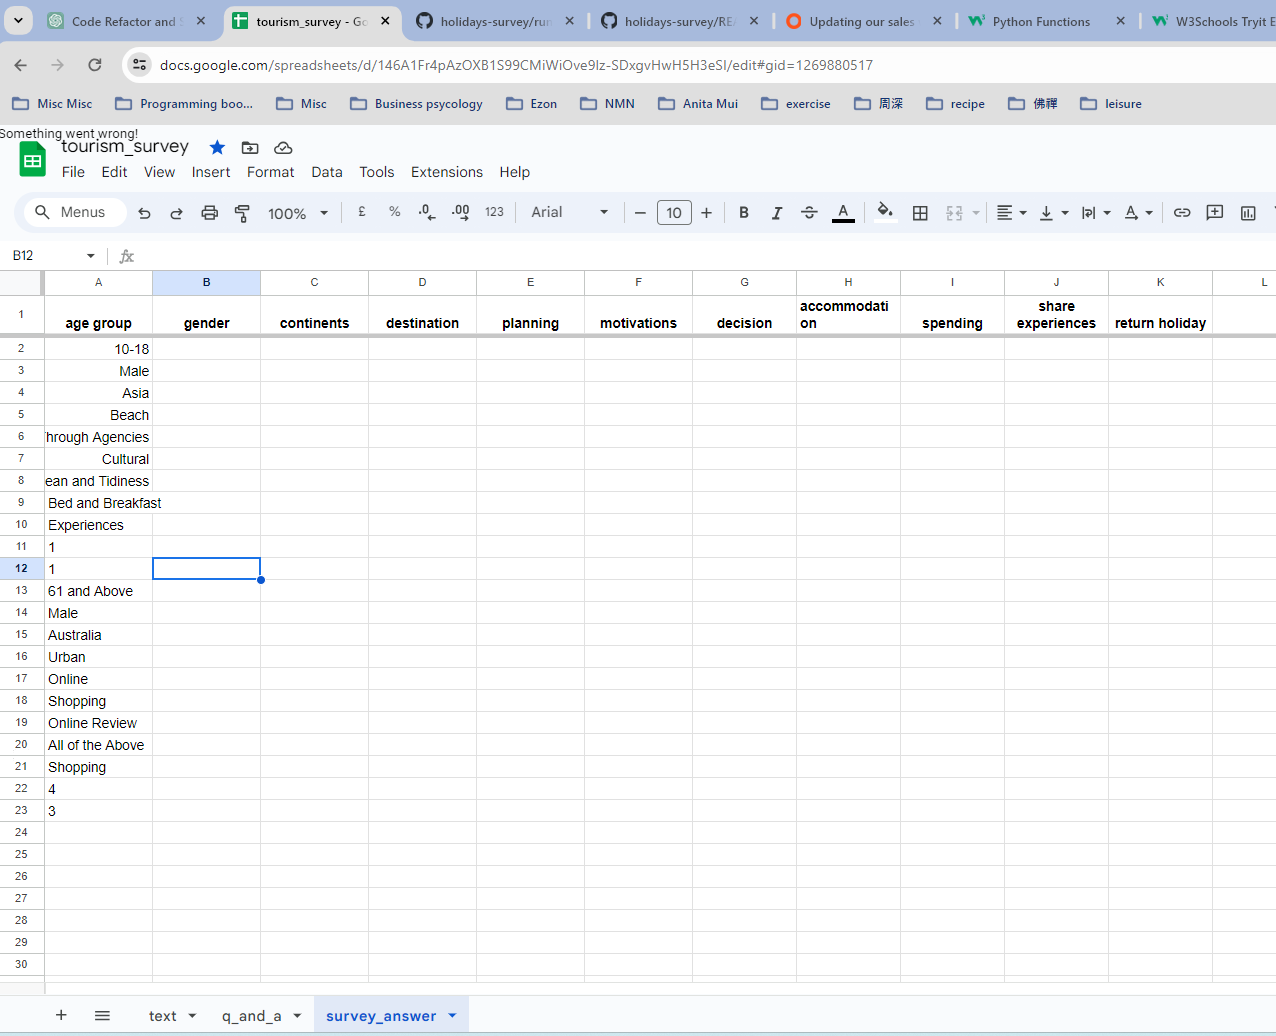 Code Refactor and
tourism_survey - Go
holidays-survey/run
holidays-survey/RE
Updating our sales
Python Functions
W3Schools Tryit E
docs.google.com/spreadsheets/d/146A1Fr4pAzOXB1S99CMiWiOve9Iz-SDxgvHwH5H3eSI/edit#gid=1269880517
Misc Misc
Programming boo...
Misc
Business psycology
Ezon
NMN
Anita Mui
exercise
周深
recipe
佛禪
leisure
Something went wrong!
tourism_survey
File Edit View Insert Format Data Tools Extensions Help
Menus 100% £ % .0 .00 123 Arial 10 B I S A
B12 fx
A B C D E F G H I J K L
1 age group gender continents destination planning motivations decision accommodati on spending share experiences return holiday
2 10-18
3 Male
4 Asia
5 Beach
6 hrough Agencies
7 Cultural
8 ean and Tidiness
9 Bed and Breakfast
10 Experiences
11 1
12 1
13 61 and Above
14 Male
15 Australia
16 Urban
17 Online
18 Shopping
19 Online Review
20 All of the Above
21 Shopping
22 4
23 3
24
25
26
27
28
29
30
text q_and_a survey_answer